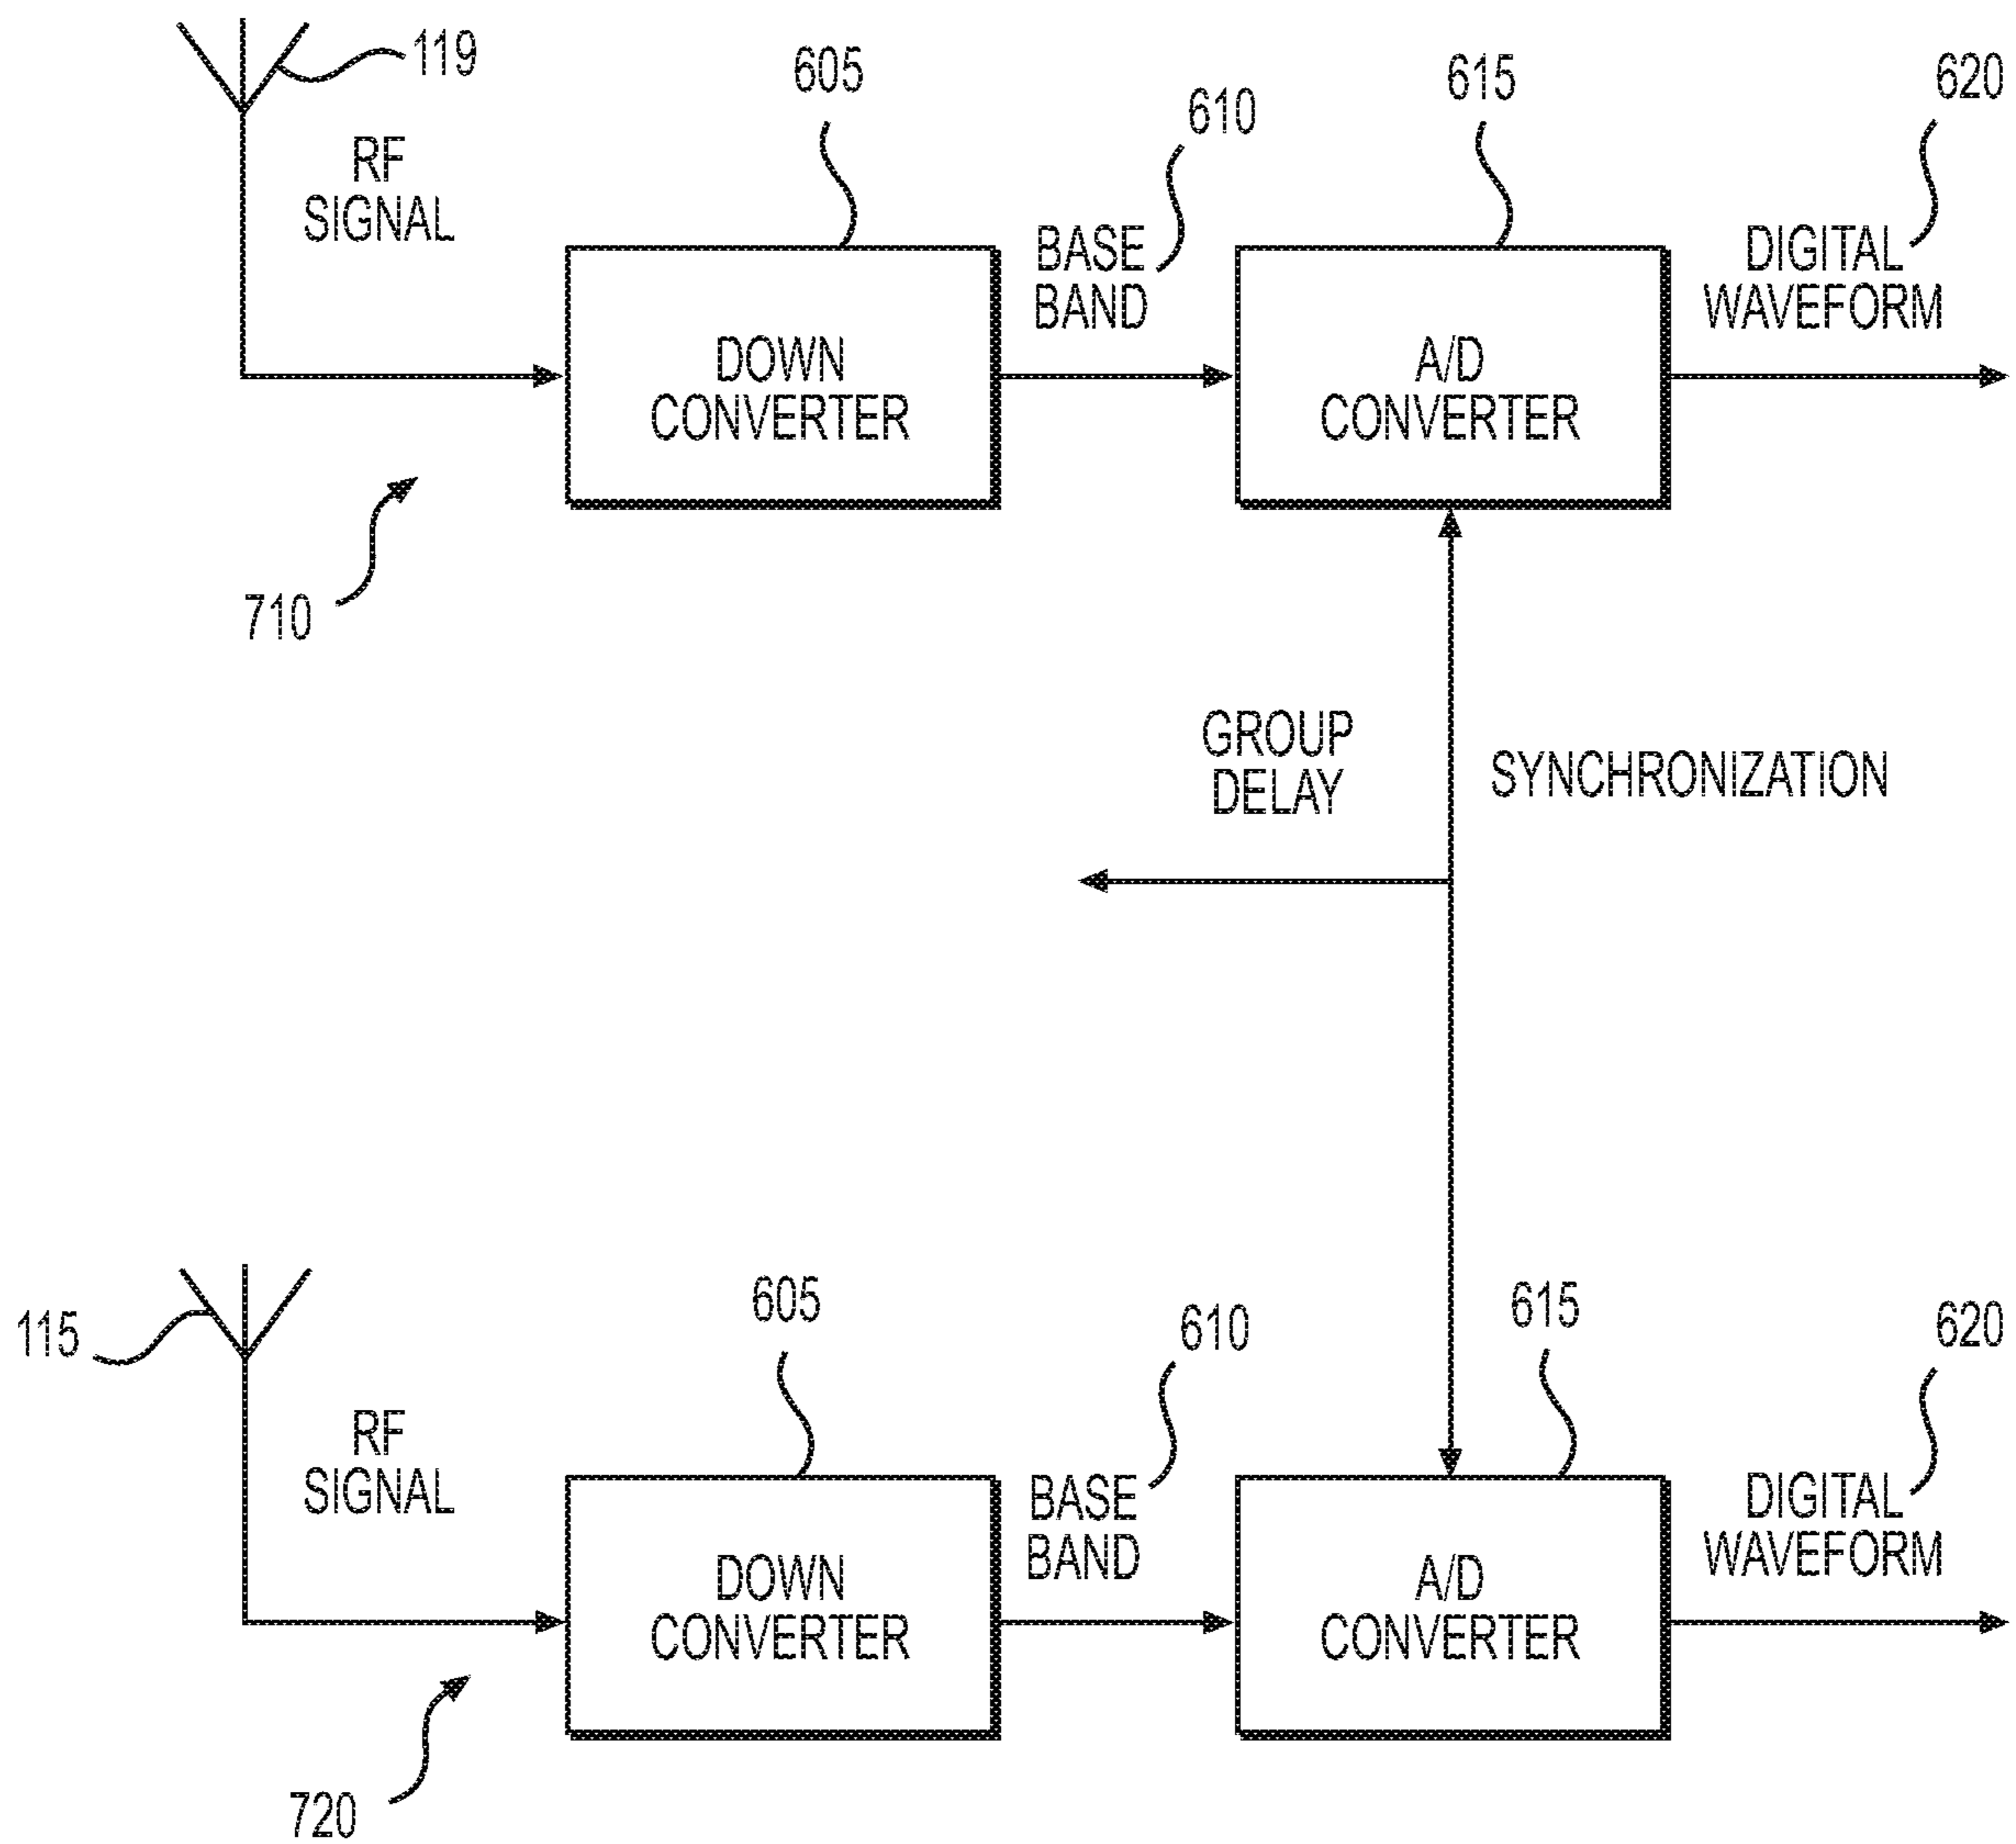 119
605
610
615
620
RF
SIGNAL
BASE
BAND
DIGITAL
WAVEFORM
DOWN
CONVERTER
A/D
CONVERTER
710
GROUP
DELAY
SYNCHRONIZATION
115
605
610
615
620
RF
SIGNAL
BASE
BAND
DIGITAL
WAVEFORM
DOWN
CONVERTER
A/D
CONVERTER
720